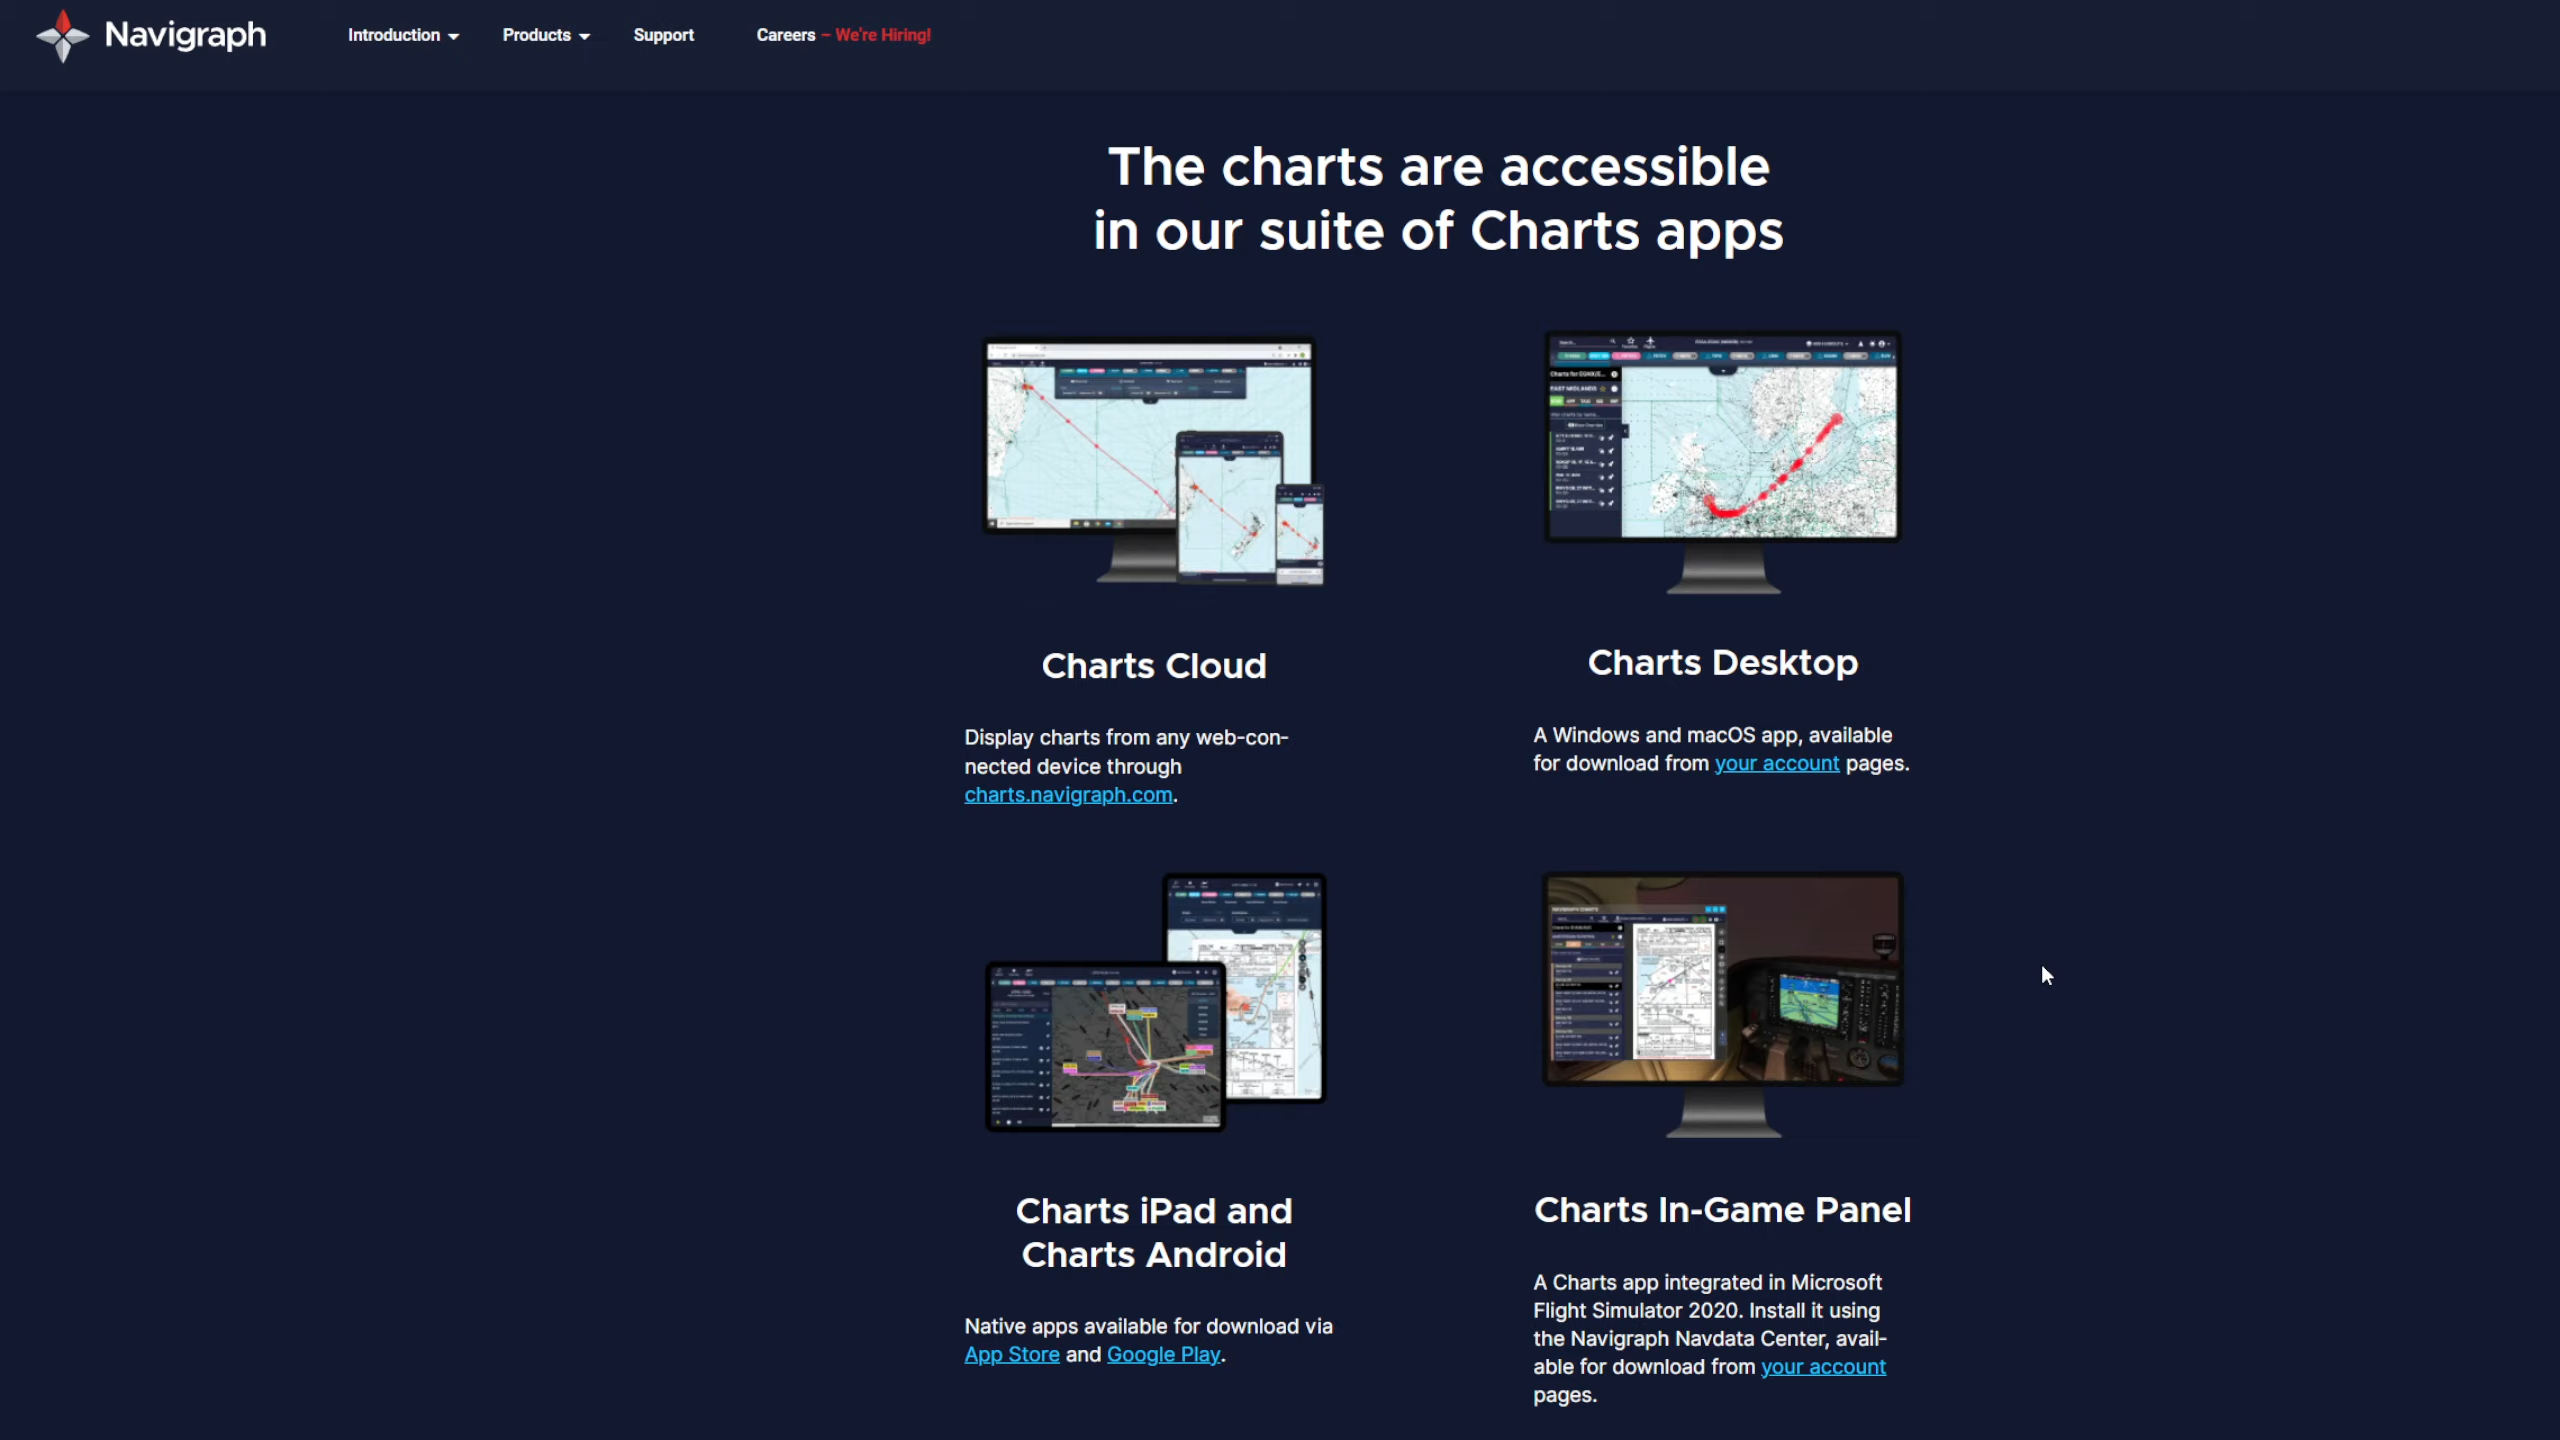 Navigraph
Introduction
Products
Support
Careers – We're Hiring!
The charts are accessible
in our suite of Charts apps
Charts Cloud
Display charts from any web-con-
nected device through
charts.navigraph.com.
Charts Desktop
A Windows and macOS app, available
for download from your account pages.
Charts iPad and
Charts Android
Native apps available for download via
App Store and Google Play.
Charts In-Game Panel
A Charts app integrated in Microsoft
Flight Simulator 2020. Install it using
the Navigraph Navdata Center, avail-
able for download from your account
pages.